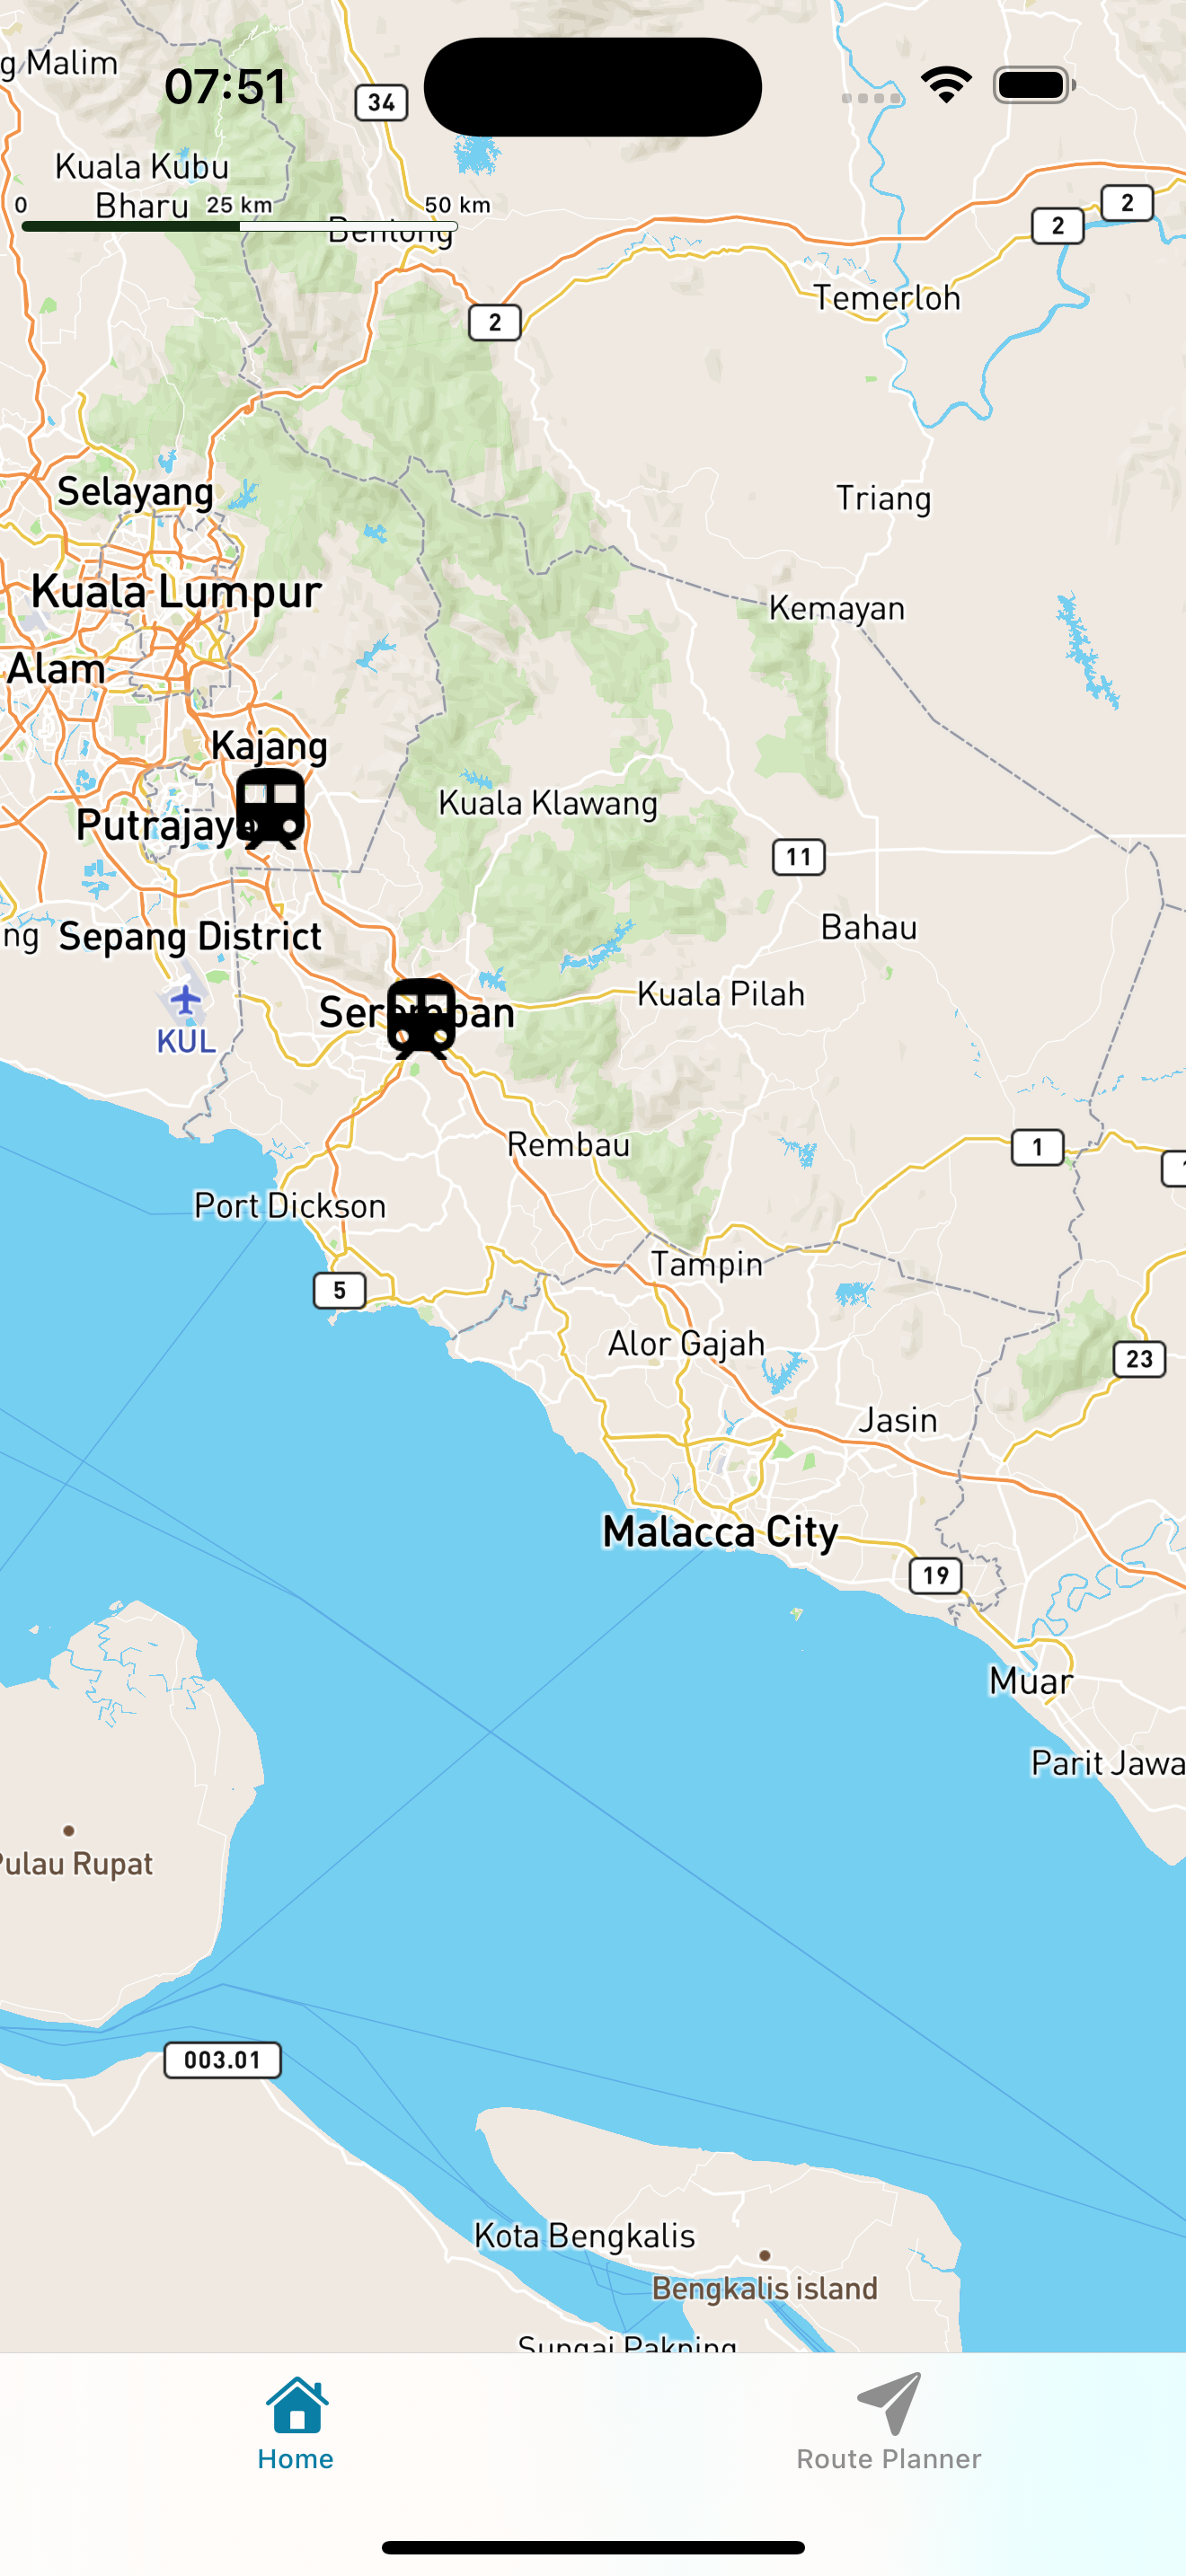 g Malim
07:51
34
Kuala Kubu
Bharu
0
25 km
50 km
Bentong
2
2
2
Temerloh
Selayang
Triang
Kuala Lumpur
Kemayan
Alam
Kajang
Putrajay
Kuala Klawang
11
ng
Sepang District
Bahau
KUL
Kuala Pilah
Ser
ban
Rembau
1
1
Port Dickson
Tampin
5
Alor Gajah
23
Jasin
Malacca City
19
Muar
Parit Jawa
Pulau Rupat
003.01
Kota Bengkalis
Bengkalis island
Sungai Pakning
Home
Route Planner